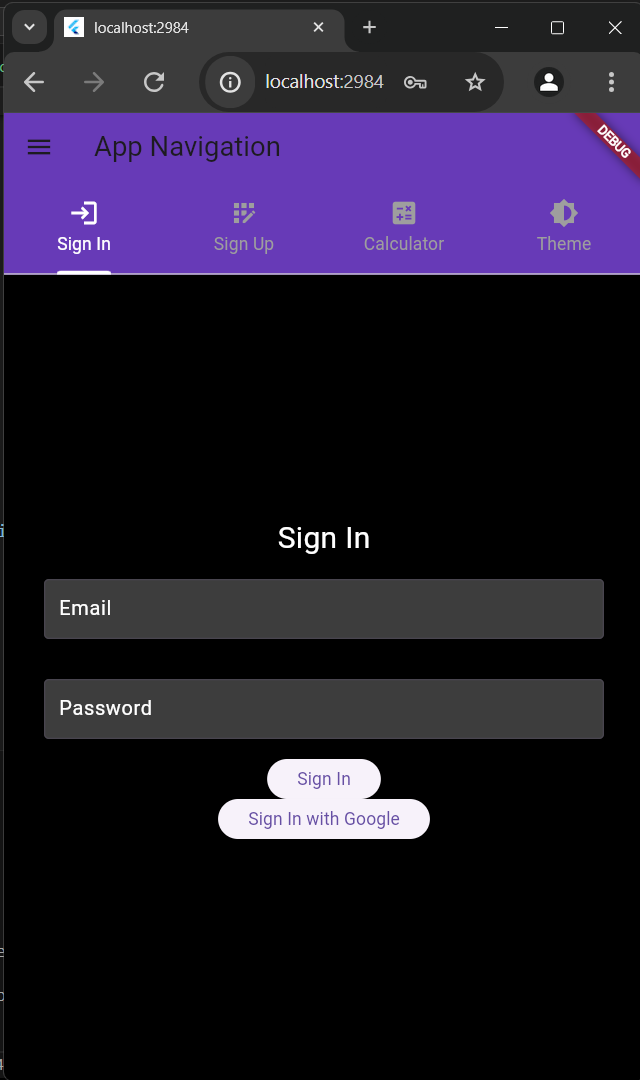 localhost:2984
localhost:2984
App Navigation
DEBUG
Sign In
Sign Up
Calculator
Theme
Sign In
Email
Password
Sign In
Sign In with Google